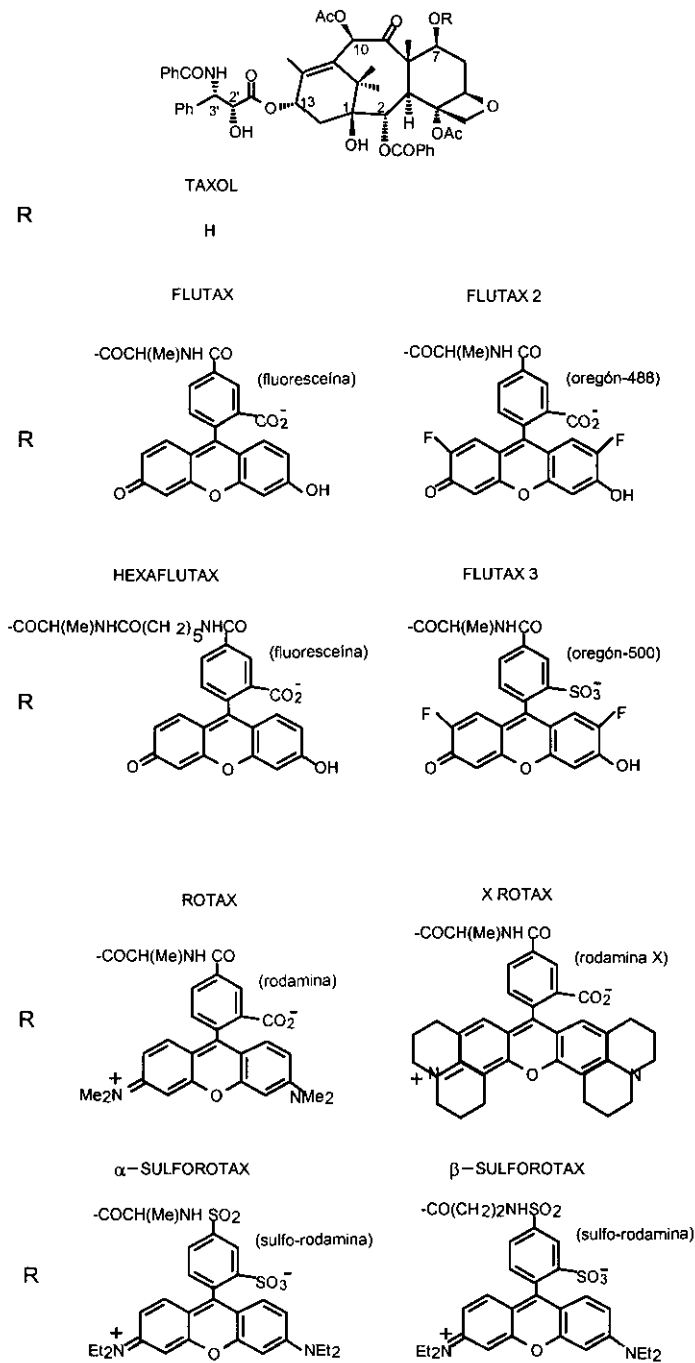 AcO O OR
10 7
PhCONH O
Ph 3' 2' O 13 1 2 H O
OH OH OAc
OCOPh
TAXOL
R
H
FLUTAX FLUTAX 2
-COCH(Me)NH CO -COCH(Me)NH CO
(fluoresceína) (oregón-488)
CO2- CO2-
R
F F
O O OH O O OH
HEXAFLUTAX FLUTAX 3
-COCH(Me)NHCO(CH 2)5NHCO -COCH(Me)NH CO
(fluoresceína) (oregón-500)
CO2- SO3-
R
F F
O O OH O O OH
ROTAX X ROTAX
-COCH(Me)NH CO -COCH(Me)NH CO
(rodamina) (rodamina X)
CO2- CO2-
R
+ Me2N O NMe2 + N O N
α-SULFOROTAX β-SULFOROTAX
-COCH(Me)NH SO2 -CO(CH2)2NHSO2
(sulfo-rodamina) (sulfo-rodamina)
SO3- SO3-
R
+ Et2N O NEt2 + Et2N O NEt2